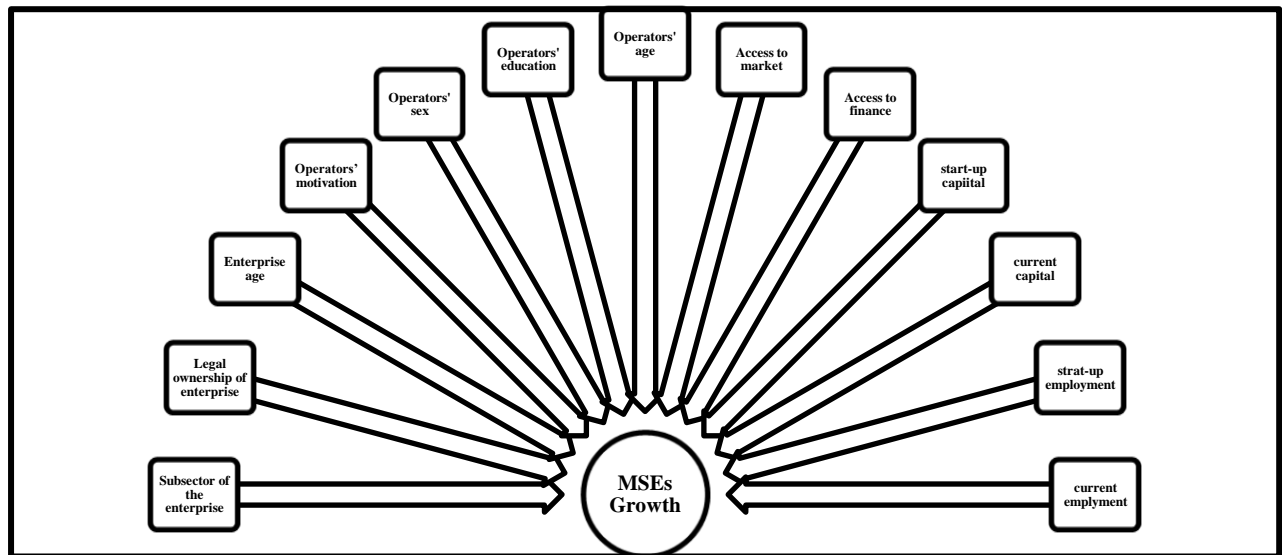 Operators'
age
Operators'
education
Access to
market
Operators'
sex
Access to
finance
Operators’
motivation
start-up
capiital
Enterprise
age
current
capital
Legal
ownership of
enterprise
strat-up
employment
Subsector of
the
enterprise
MSEs
Growth
current
emplyment